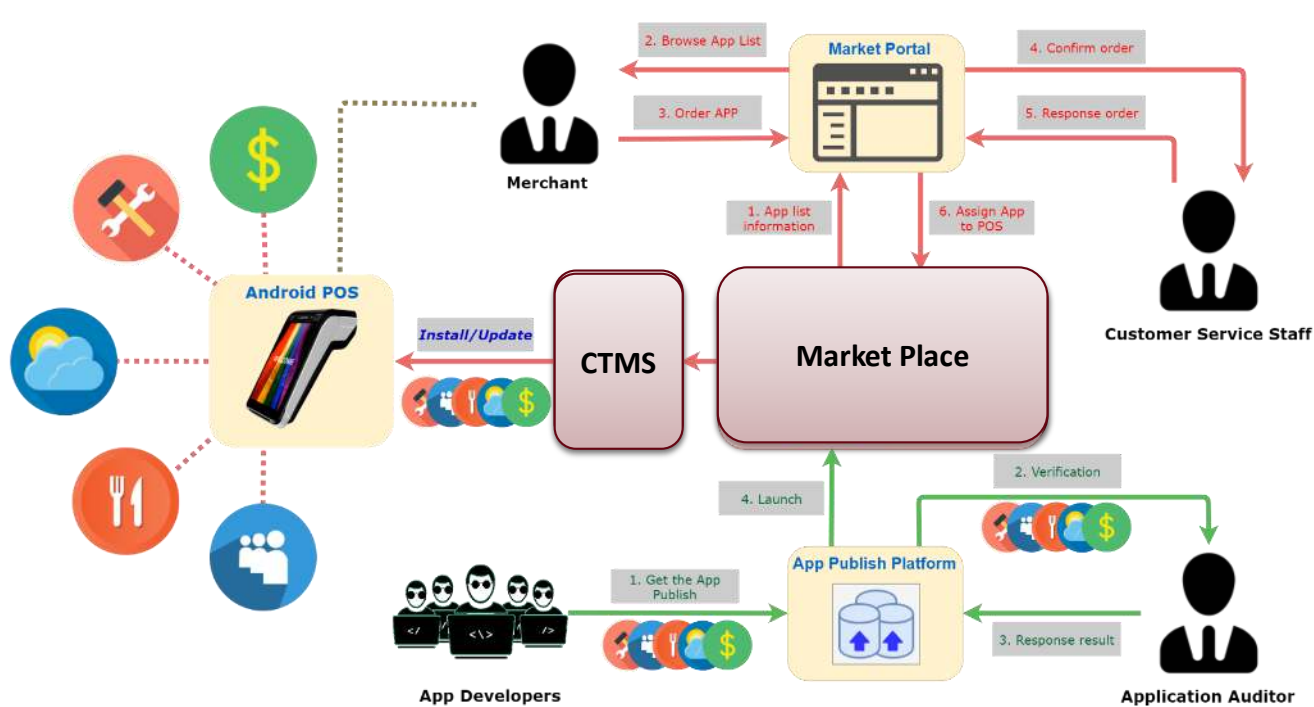 2. Browse App List
Market Portal
4. Confirm order
3. Order APP
5. Response order
Merchant
1. App list
information
6. Assign App
to POS
Android POS
Install/Update
CTMS
Market Place
Customer Service Staff
4. Launch
2. Verification
App Publish Platform
1. Get the App
Publish
</
<\>
/>
3. Response result
App Developers
Application Auditor